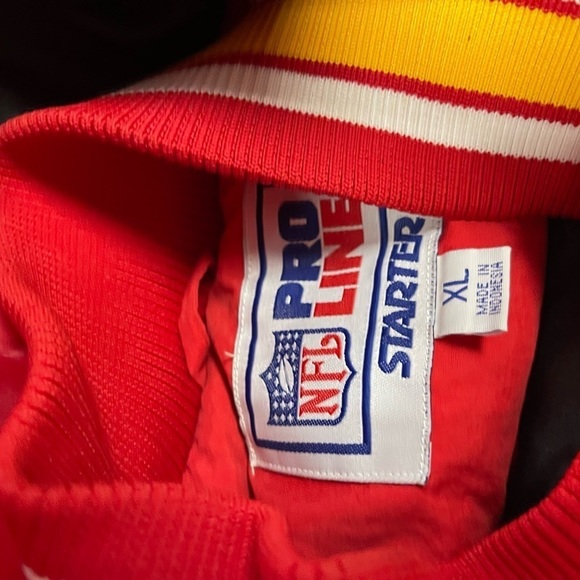 PRO
LINE
NFL
STARTER
XL
MADE IN
INDONESIA